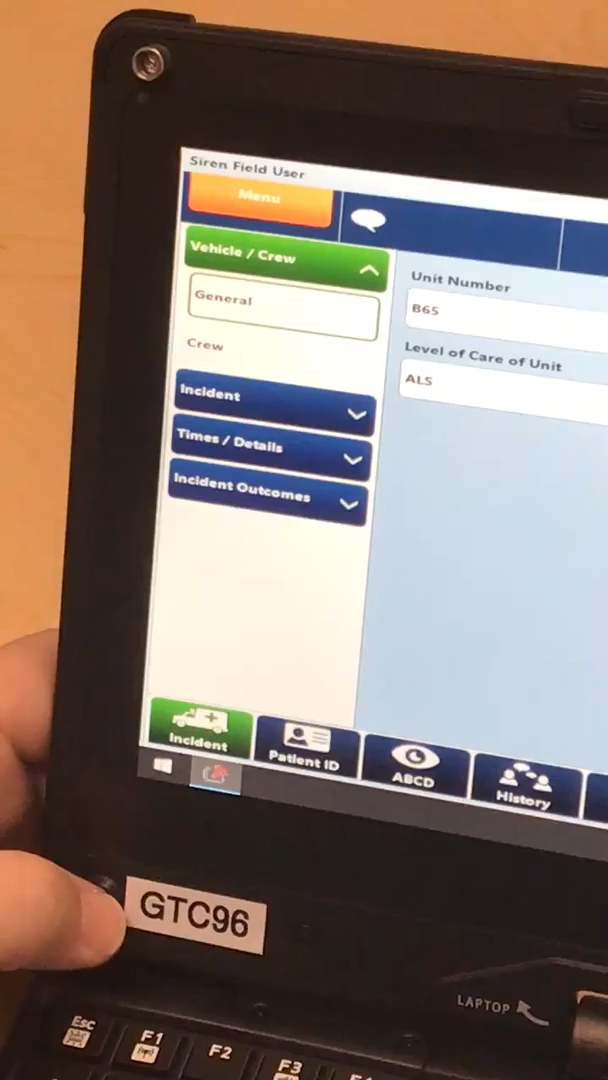 Siren Field User
Menu
Vehicle / Crew
General
Crew
Incident
Times / Details
Incident Outcomes
Unit Number
B65
Level of Care of Unit
ALS
Incident
Patient ID
ABCD
History
GTC96
LAPTOP
Esc
F1
F2
F3